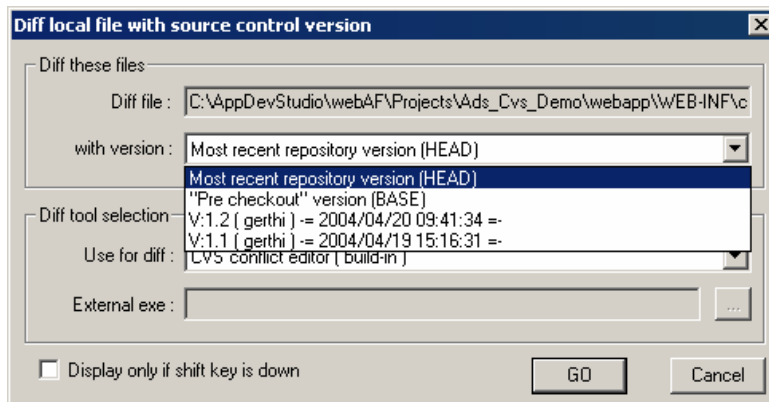 Diff local file with source control version
Diff these files
Diff file : C:\AppDevStudio\webAF\Projects\Ads_Cvs_Demo\webapp\WEB-INF\c
with version : Most recent repository version (HEAD)
Most recent repository version (HEAD)
"Pre checkout" version (BASE)
V:1.2 ( gerthi ) -= 2004/04/20 09:41:34 =-
V:1.1 ( gerthi ) -= 2004/04/19 15:16:31 =-
Diff tool selection
Use for diff : CVS conflict editor ( build-in )
External exe : ...
Display only if shift key is down
GO Cancel